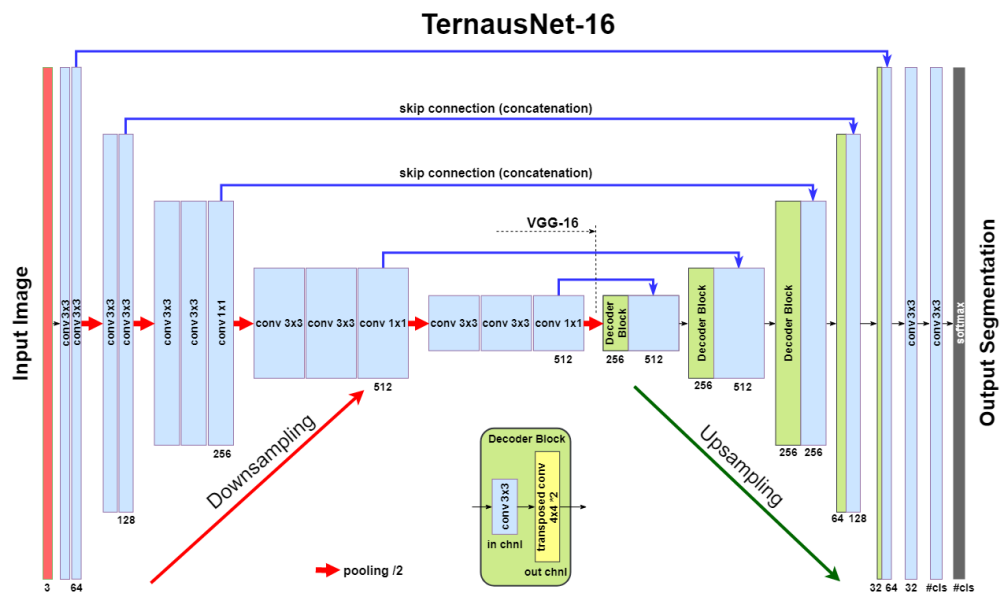 TernausNet-16
skip connection (concatenation)
skip connection (concatenation)
VGG-16
Input Image
conv 3x3
conv 3x3
conv 3x3
conv 3x3
conv 3x3
conv 3x3
conv 1x1
conv 3x3
conv 3x3
conv 1x1
conv 3x3
conv 3x3
conv 1x1
Decoder
Block
Decoder Block
Decoder Block
conv 3x3
conv 3x3
softmax
Output Segmentation
256
512
512
512
256
512
256
256
256
128
64
128
Downsampling
Upsampling
Decoder Block
conv 3x3
transposed conv
4x4 *2
in chnl
out chnl
pooling /2
3
64
32
64
32
#cls
#cls